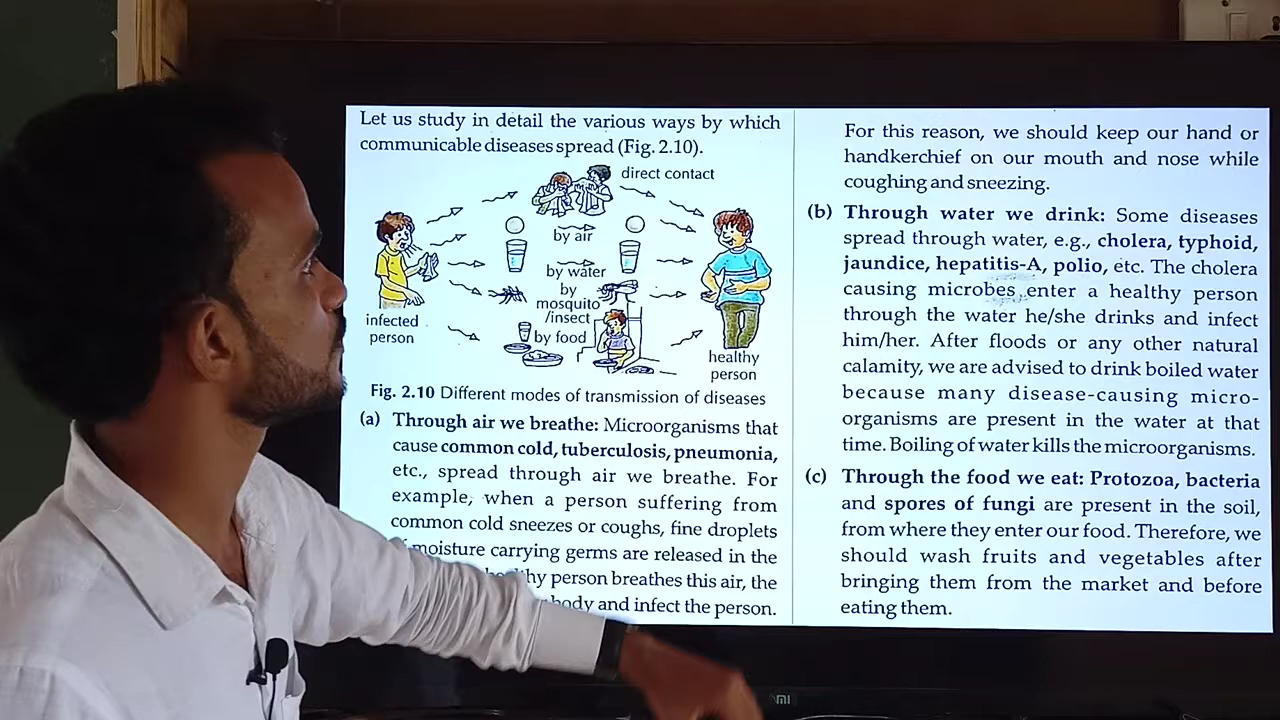 Let us study in detail the various ways by which
communicable diseases spread (Fig. 2.10).
direct contact
by air
by water
by
mosquito
/insect
by food
infected
person
healthy
person
Fig. 2.10 Different modes of transmission of diseases
(a) Through air we breathe: Microorganisms that
cause common cold, tuberculosis, pneumonia,
etc., spread through air we breathe. For
example, when a person suffering from
common cold sneezes or coughs, fine droplets
moisture carrying germs are released in the
person breathes this air, the
body and infect the person.
For this reason, we should keep our hand or
handkerchief on our mouth and nose while
coughing and sneezing.
(b) Through water we drink: Some diseases
spread through water, e.g., cholera, typhoid,
jaundice, hepatitis-A, polio, etc. The cholera
causing microbes enter a healthy person
through the water he/she drinks and infect
him/her. After floods or any other natural
calamity, we are advised to drink boiled water
because many disease-causing micro-
organisms are present in the water at that
time. Boiling of water kills the microorganisms.
(c) Through the food we eat: Protozoa, bacteria
and spores of fungi are present in the soil,
from where they enter our food. Therefore, we
should wash fruits and vegetables after
bringing them from the market and before
eating them.
mi